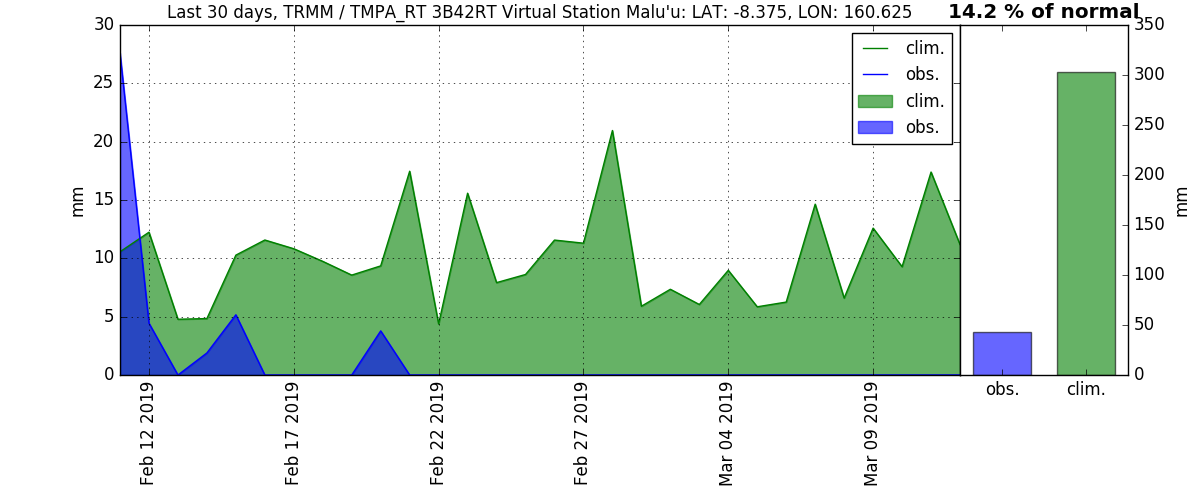 Last 30 days, TRMM / TMPA_RT 3B42RT Virtual Station Malu'u: LAT: -8.375, LON: 160.625
14.2 % of normal
mm
30
25
20
15
10
5
0
clim.
obs.
clim.
obs.
350
300
250
200
150
100
50
0
mm
obs.
clim.
Feb 12 2019
Feb 17 2019
Feb 22 2019
Feb 27 2019
Mar 04 2019
Mar 09 2019